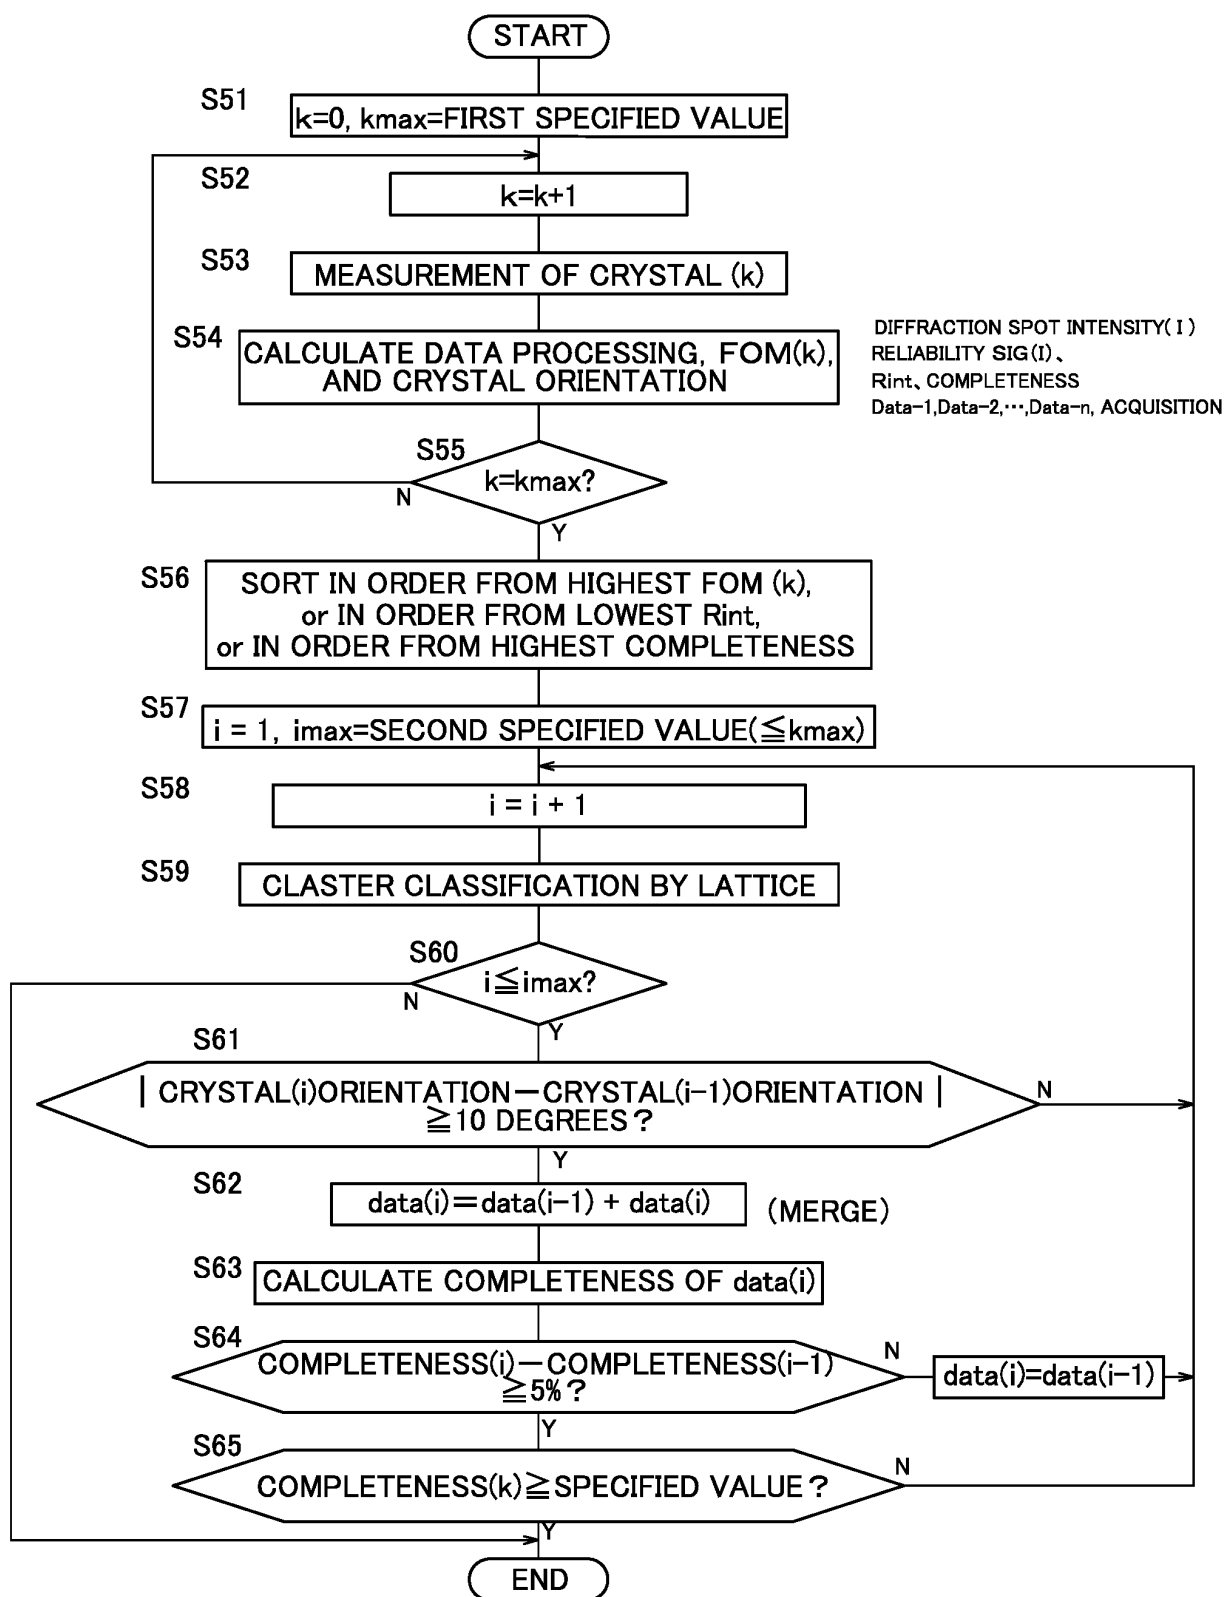 START
S51
k=0, kmax=FIRST SPECIFIED VALUE
S52
k=k+1
S53
MEASUREMENT OF CRYSTAL (k)
S54
CALCULATE DATA PROCESSING, FOM(k),
AND CRYSTAL ORIENTATION
DIFFRACTION SPOT INTENSITY( I )
RELIABILITY SIG(I)、
Rint、COMPLETENESS
Data-1,Data-2,⋯,Data-n, ACQUISITION
S55
k=kmax?
N
Y
S56
SORT IN ORDER FROM HIGHEST FOM (k),
or IN ORDER FROM LOWEST Rint,
or IN ORDER FROM HIGHEST COMPLETENESS
S57
i = 1, imax=SECOND SPECIFIED VALUE(≦kmax)
S58
i = i + 1
S59
CLASTER CLASSIFICATION BY LATTICE
S60
i≦imax?
N
Y
S61
| CRYSTAL(i)ORIENTATION－CRYSTAL(i-1)ORIENTATION |
≧10 DEGREES？
N
Y
S62
data(i)＝data(i-1) + data(i)
(MERGE)
S63
CALCULATE COMPLETENESS OF data(i)
S64
COMPLETENESS(i)－COMPLETENESS(i-1)
≧5%？
N
data(i)=data(i-1)
Y
S65
COMPLETENESS(k)≧SPECIFIED VALUE？
N
Y
END